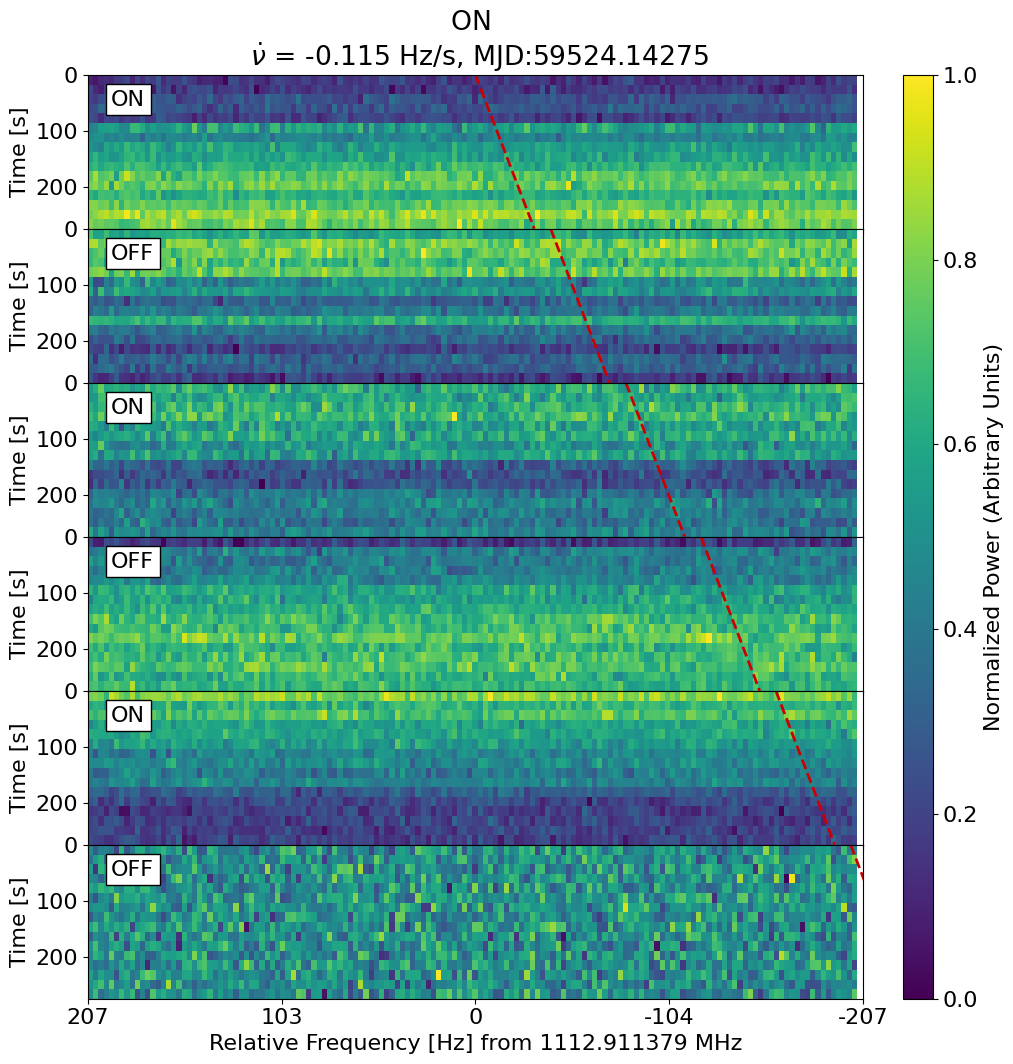 ON
ν̇ = -0.115 Hz/s, MJD:59524.14275
0
100
200
Time [s]
ON
0
100
200
Time [s]
OFF
0
100
200
Time [s]
ON
0
100
200
Time [s]
OFF
0
100
200
Time [s]
ON
0
100
200
Time [s]
OFF
207
103
0
-104
-207
Relative Frequency [Hz] from 1112.911379 MHz
1.0
0.8
0.6
0.4
0.2
0.0
Normalized Power (Arbitrary Units)